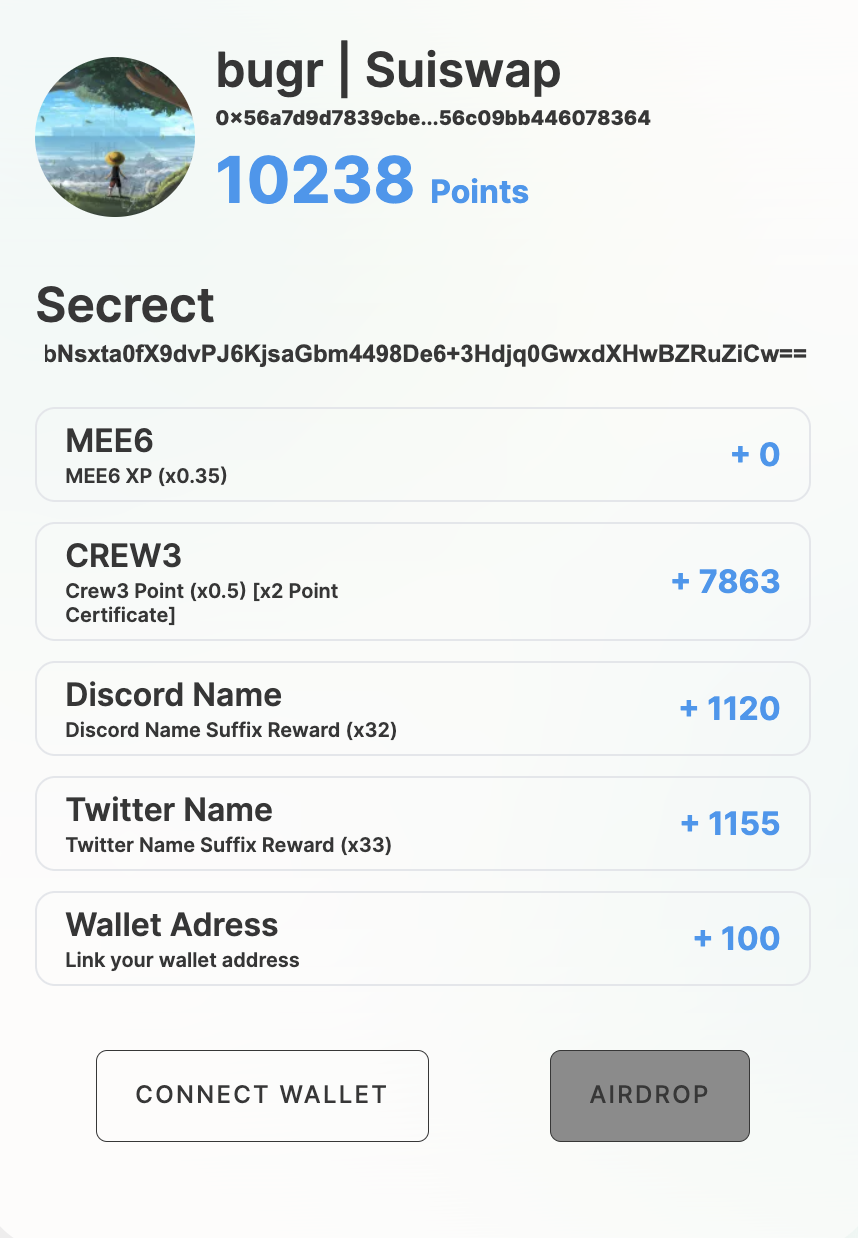 bugr | Suiswap
0x56a7d9d7839cbe...56c09bb446078364
10238 Points
Secrect
bNsxta0fX9dvPJ6KjsaGbm4498De6+3Hdjq0GwxdXHwBZRuZiCw==
MEE6
+ 0
MEE6 XP (x0.35)
CREW3
Crew3 Point (x0.5) [x2 Point
+ 7863
Certificate]
Discord Name
+ 1120
Discord Name Suffix Reward (x32)
Twitter Name
+ 1155
Twitter Name Suffix Reward (x33)
Wallet Adress
+ 100
Link your wallet address
CONNECT WALLET
AIRDROP